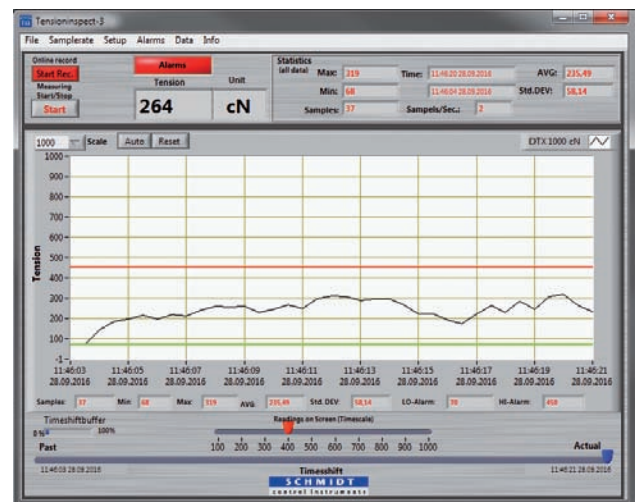 Tensioninspect-3
File Samplerate Setup Alarms Data Info
Online record
Start Rec.
Measuring
Start/Stop
Start
Alarms
Tension
264
Unit
cN
Statistics
(all data)
Max: 319 Time: 11:46:20 28.09.2016 AVG: 235,49
Min: 68 11:46:04 28.09.2016 Std.DEV: 58,14
Samples: 37 Sampels/Sec.: 2
1000 Scale Auto Reset DTX 1000 cN
Tension
1000
900
800
700
600
500
400
300
200
100
-1
11:46:03 11:46:05 11:46:07 11:46:09 11:46:11 11:46:13 11:46:15 11:46:17 11:46:19 11:46:21
28.09.2016 28.09.2016 28.09.2016 28.09.2016 28.09.2016 28.09.2016 28.09.2016 28.09.2016 28.09.2016 28.09.2016
Samples: 37 Min 68 Max: 319 AVG 235,49 Std. DEV: 58,14 LO-Alarm: 70 HI-Alarm: 450
Timeshiftbuffer
0 % 100%
Readings on Screen (Timescale)
100 200 300 400 500 600 700 800 900 1000
Fast Actual
11:46:03 28.09.2016 Timesshift 11:46:21 28.09.2016
SCHMIDT
control instruments